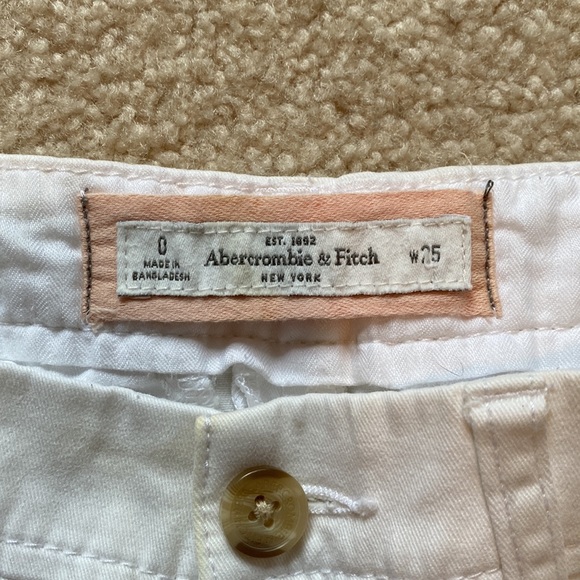 0
MADE IN
BANGLADESH
EST. 1892
Abercrombie & Fitch
NEW YORK
W25